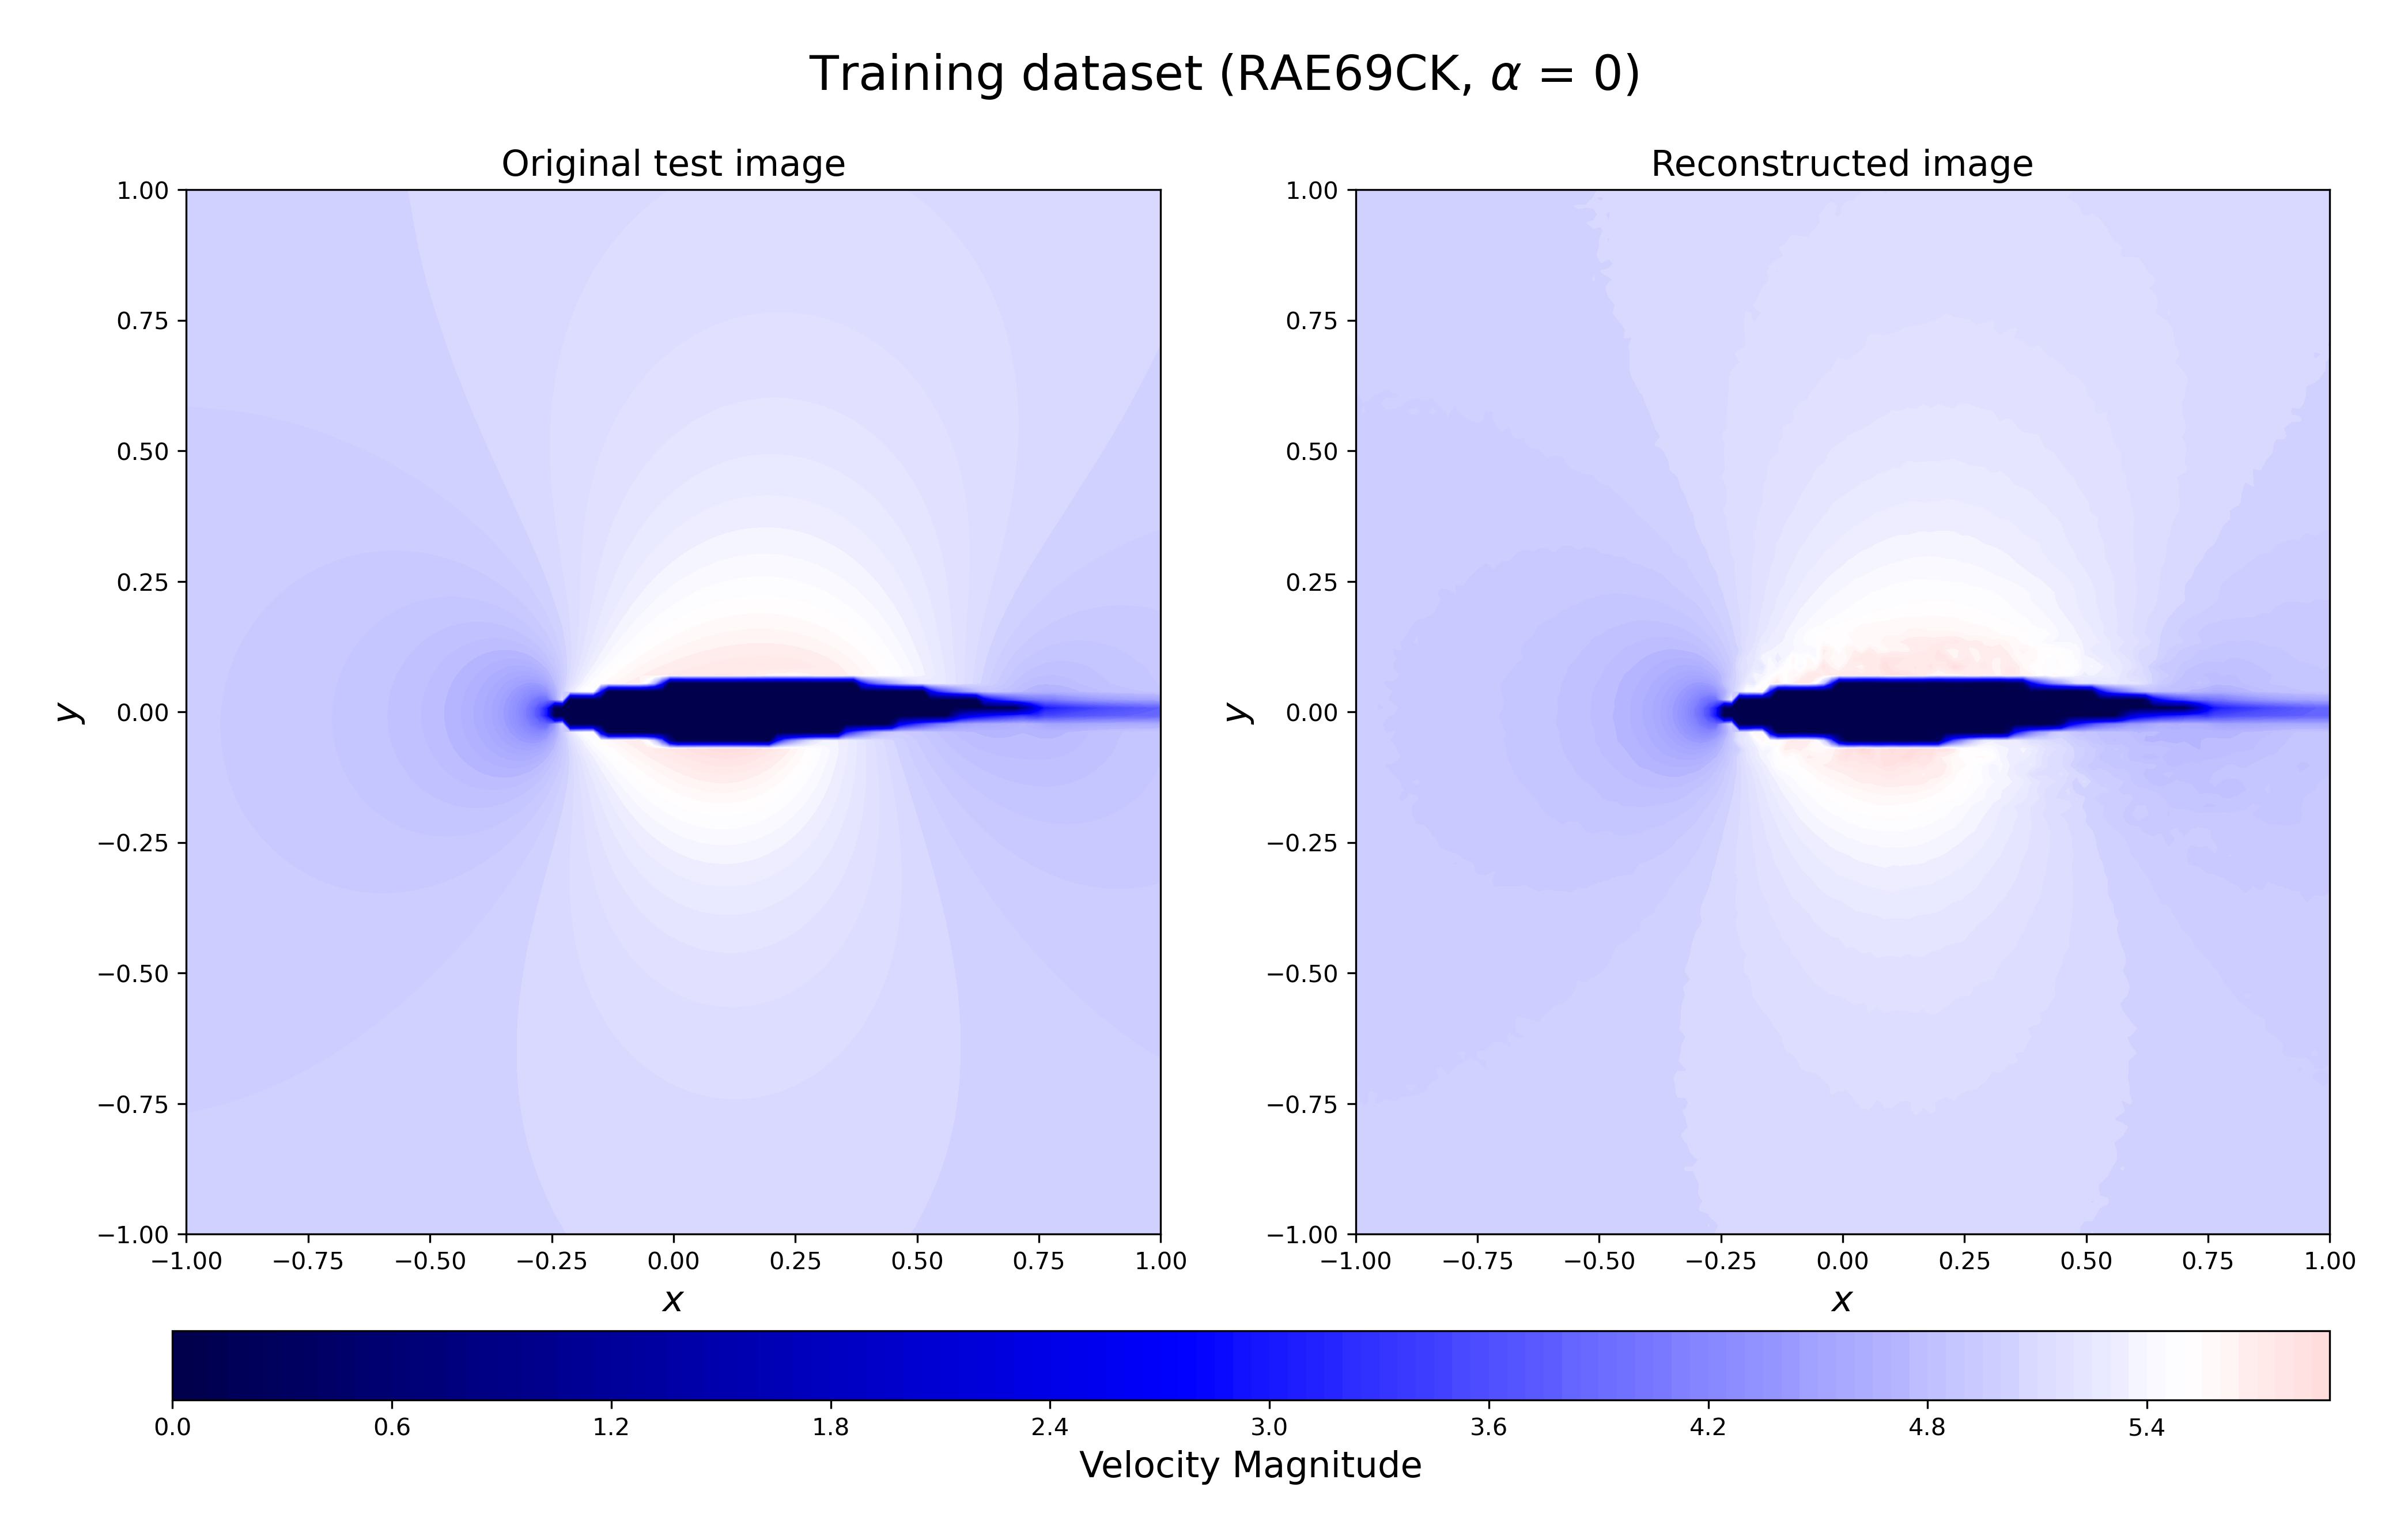 Training dataset (RAE69CK, α = 0)
Original test image
Reconstructed image
1.00
0.75
0.50
0.25
0.00
−0.25
−0.50
−0.75
−1.00
y
−1.00 −0.75 −0.50 −0.25 0.00 0.25 0.50 0.75 1.00
x
1.00
0.75
0.50
0.25
0.00
−0.25
−0.50
−0.75
−1.00
y
−1.00 −0.75 −0.50 −0.25 0.00 0.25 0.50 0.75 1.00
x
0.0 0.6 1.2 1.8 2.4 3.0 3.6 4.2 4.8 5.4
Velocity Magnitude